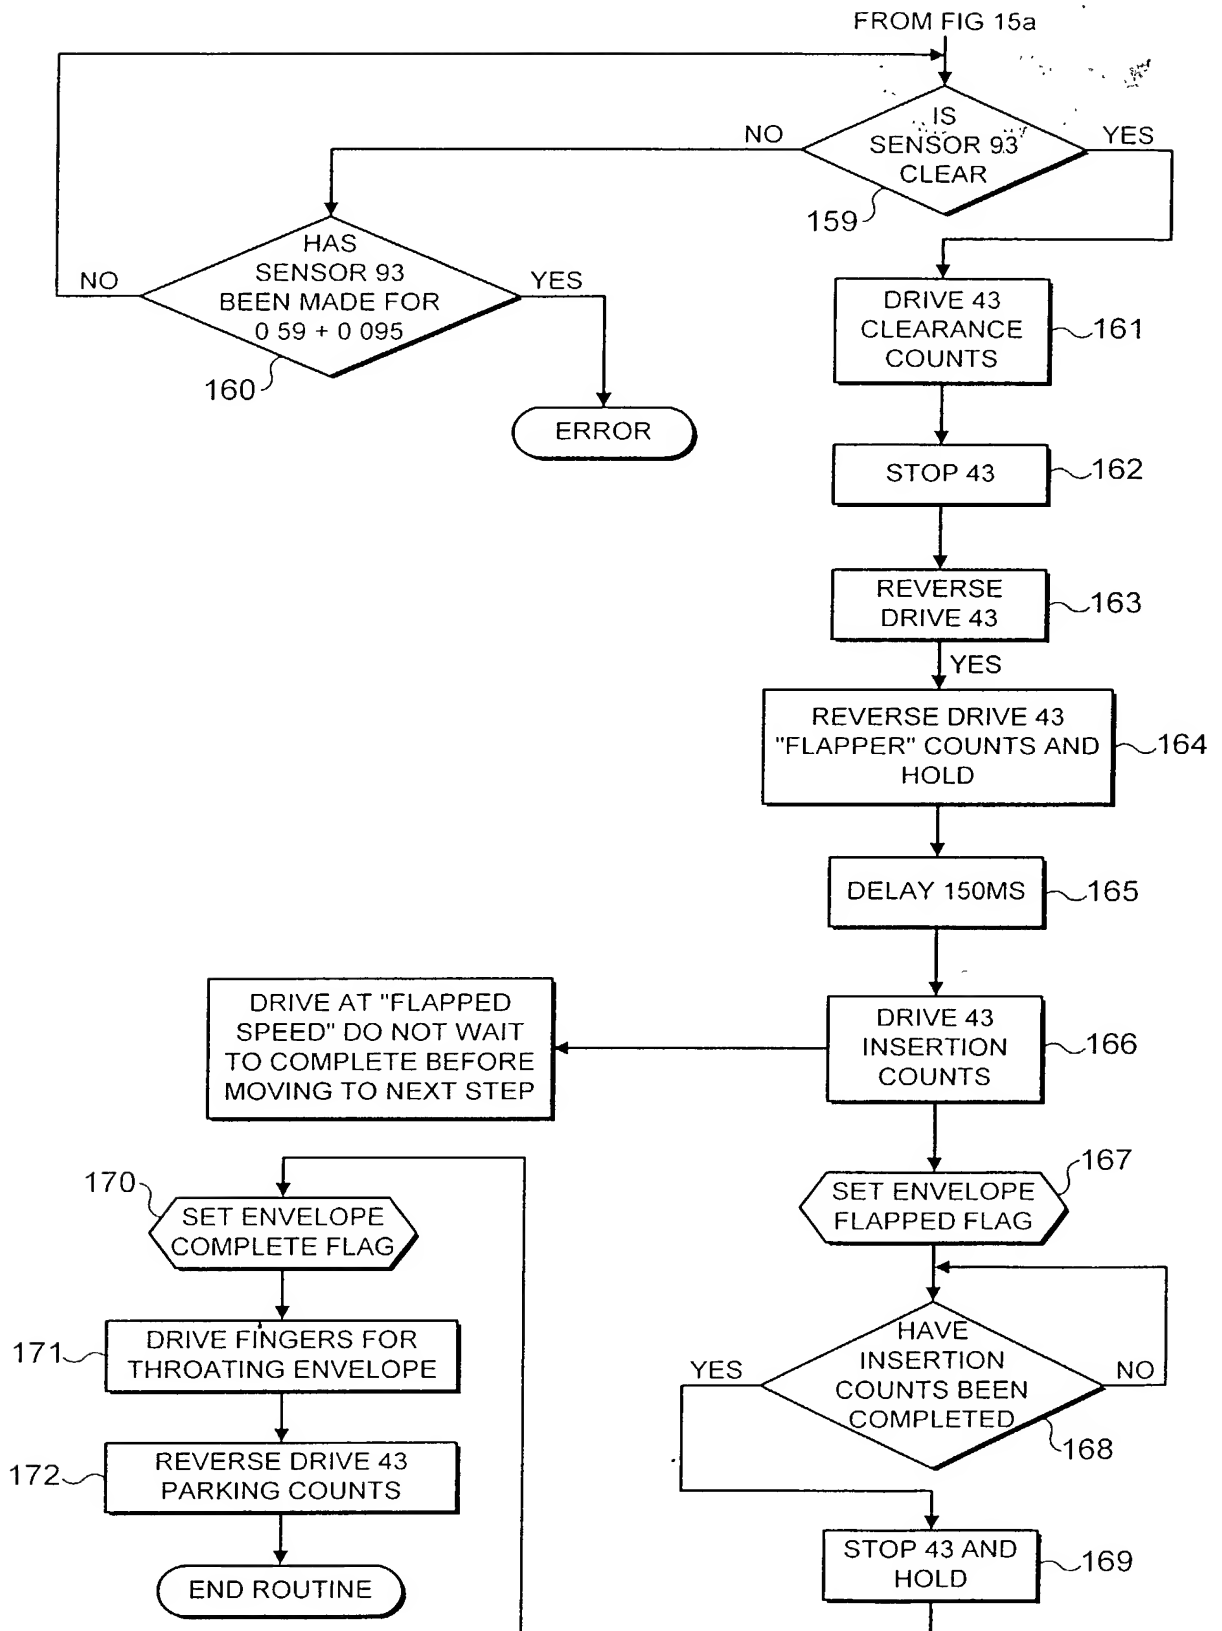 FROM FIG 15a
IS
SENSOR 93
CLEAR
NO
YES
159
HAS
SENSOR 93
BEEN MADE FOR
0 59 + 0 095
NO
YES
160
ERROR
DRIVE 43
CLEARANCE
COUNTS
161
STOP 43
162
REVERSE
DRIVE 43
163
YES
REVERSE DRIVE 43
"FLAPPER" COUNTS AND
HOLD
164
DELAY 150MS
165
DRIVE 43
INSERTION
COUNTS
166
DRIVE AT "FLAPPED
SPEED" DO NOT WAIT
TO COMPLETE BEFORE
MOVING TO NEXT STEP
167
SET ENVELOPE
FLAPPED FLAG
HAVE
INSERTION
COUNTS BEEN
COMPLETED
YES
NO
168
STOP 43 AND
HOLD
169
170
SET ENVELOPE
COMPLETE FLAG
171
DRIVE FINGERS FOR
THROATING ENVELOPE
172
REVERSE DRIVE 43
PARKING COUNTS
END ROUTINE